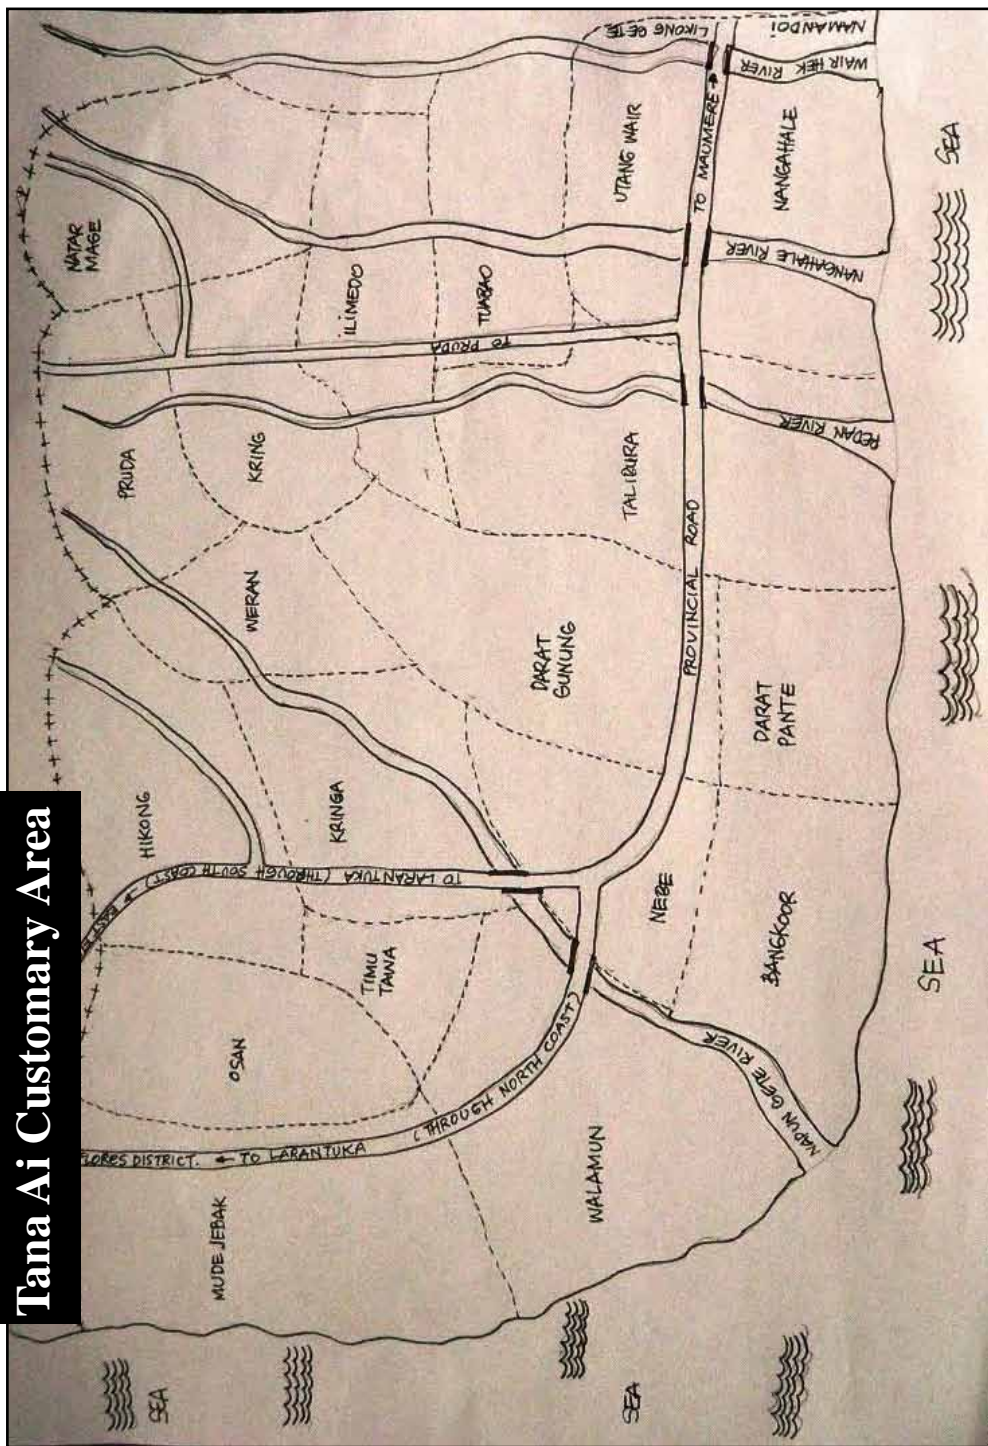 Tana Ai Customary Area
SEA
MUDE JEBAK
FLORES DISTRICT. ← TO LARANTUKA (THROUGH NORTH COAST)
OSAN
TIMU
TAWA
HIKONG
KRINGA
TO LARANTUKA (THROUGH SOUTH COAST) → EAST
WERAN
PRUDA
KRING
NATAR
MAGE
ILIMEDO
TUABAO
TO PRUDA
UTANG WAIR
LIKONG GETE
TALIBURA
DARAT
GUNUNG
PROVINCIAL ROAD
TO MAUMERE →
SEA
WALAMUN
NEBE
NAPUN GETE RIVER
BANGKOOR
DARAT
PANTE
PEDAN RIVER
NANGAHALE RIVER
NANGAHALE
WAIR HEK RIVER
NAMANDOI
SEA
SEA